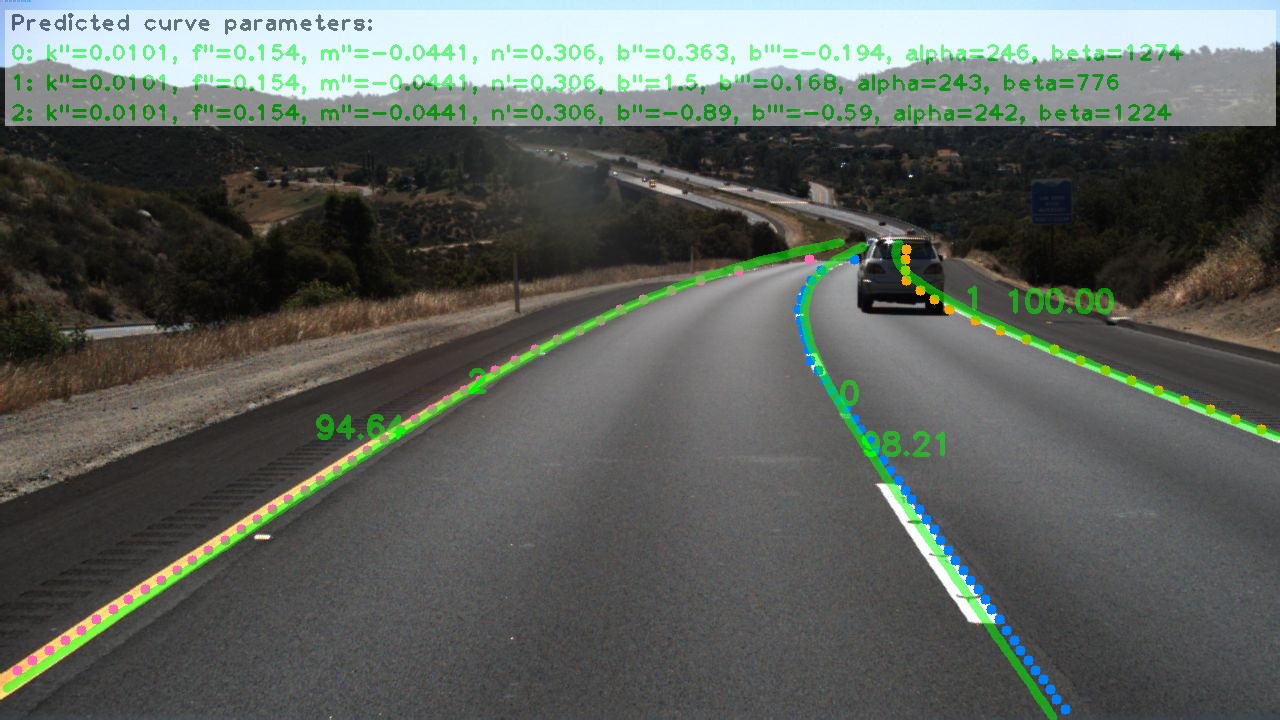 Predicted curve parameters:
0: k"=0.0101, f"=0.154, m"=-0.0441, n'=0.306, b"=0.363, b'''=-0.194, alpha=246, beta=1274
1: k"=0.0101, f"=0.154, m"=-0.0441, n'=0.306, b"=1.5, b'''=0.168, alpha=243, beta=776
2: k"=0.0101, f"=0.154, m"=-0.0441, n'=0.306, b"=-0.89, b'''=-0.59, alpha=242, beta=1224
1 100.00
2
0
94.64
98.21